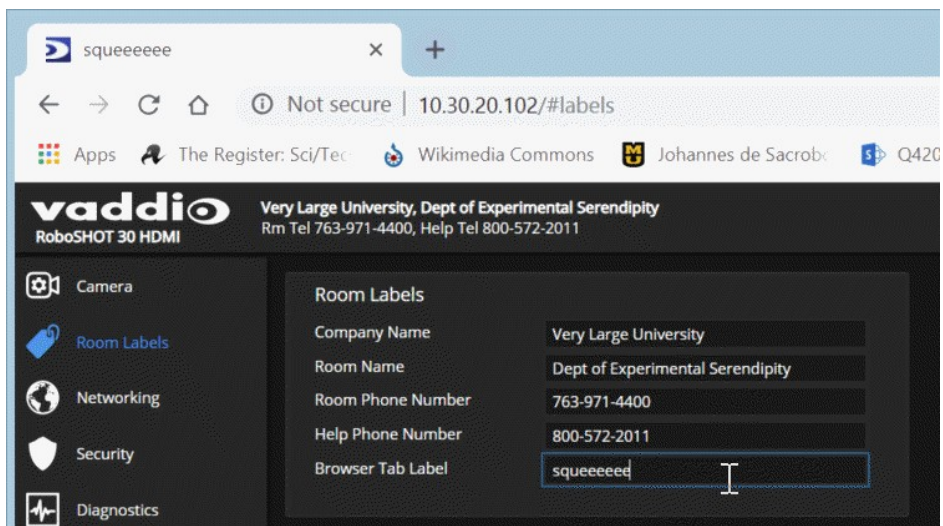 squeeeeee
Not secure | 10.30.20.102/#labels
Apps The Register: Sci/Tec Wikimedia Commons Johannes de Sacrob Q420
vaddio
RoboSHOT 30 HDMI
Very Large University, Dept of Experimental Serendipity
Rm Tel 763-971-4400, Help Tel 800-572-2011
Camera
Room Labels
Networking
Security
Diagnostics
Room Labels
Company Name Very Large University
Room Name Dept of Experimental Serendipity
Room Phone Number 763-971-4400
Help Phone Number 800-572-2011
Browser Tab Label squeeeeee